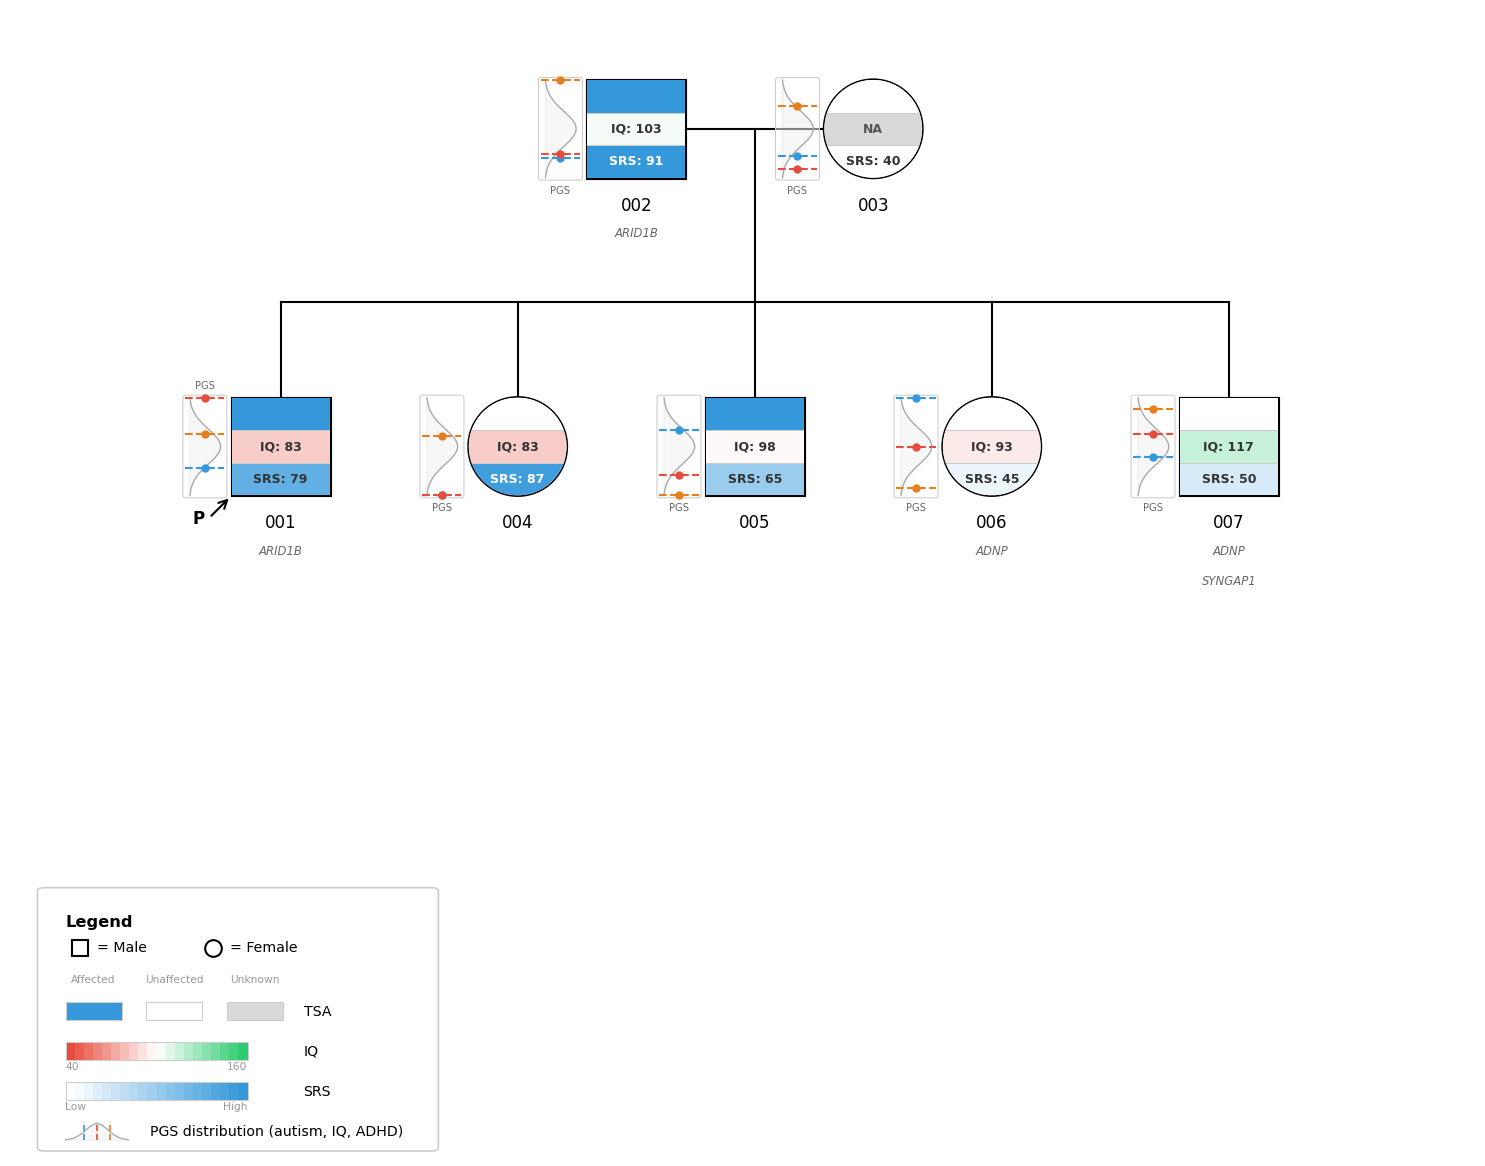 IQ: 103
SRS: 91
PGS
002
ARID1B
NA
SRS: 40
PGS
003
PGS
IQ: 83
SRS: 79
P
001
ARID1B
IQ: 83
SRS: 87
PGS
004
IQ: 98
SRS: 65
PGS
005
IQ: 93
SRS: 45
PGS
006
ADNP
IQ: 117
SRS: 50
PGS
007
ADNP
SYNGAP1
Legend
= Male = Female
Affected Unaffected Unknown
TSA
IQ
40 160
SRS
Low High
PGS distribution (autism, IQ, ADHD)